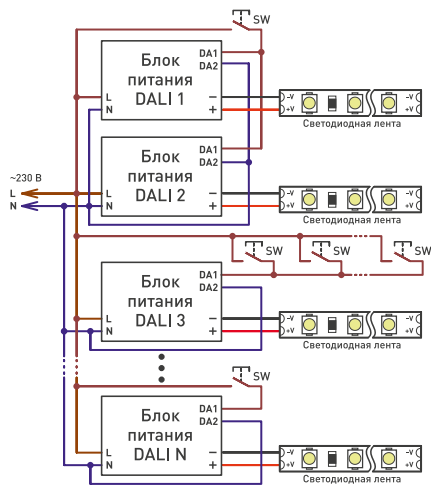 SW
Блок
питания
DALI 1
DA1
DA2
L
N
−
+
-V
+V
-V
+V
Светодиодная лента
Блок
питания
DALI 2
DA1
DA2
L
N
−
+
-V
+V
-V
+V
Светодиодная лента
~230 В
L
N
SW
SW
SW
Блок
питания
DALI 3
DA1
DA2
L
N
−
+
-V
+V
-V
+V
Светодиодная лента
SW
Блок
питания
DALI N
DA1
DA2
L
N
−
+
-V
+V
-V
+V
Светодиодная лента